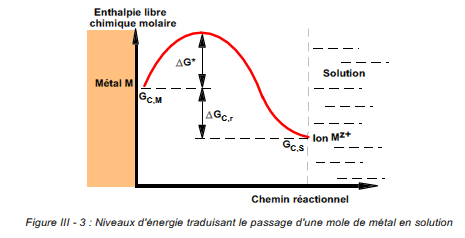 Enthalpie libre
chimique molaire
ΔG*
Métal M
Solution
G_C,M
ΔG_C,r
Ion M^z+
G_C,S
Chemin réactionnel
Figure III - 3 : Niveaux d'énergie traduisant le passage d'une mole de métal en solution